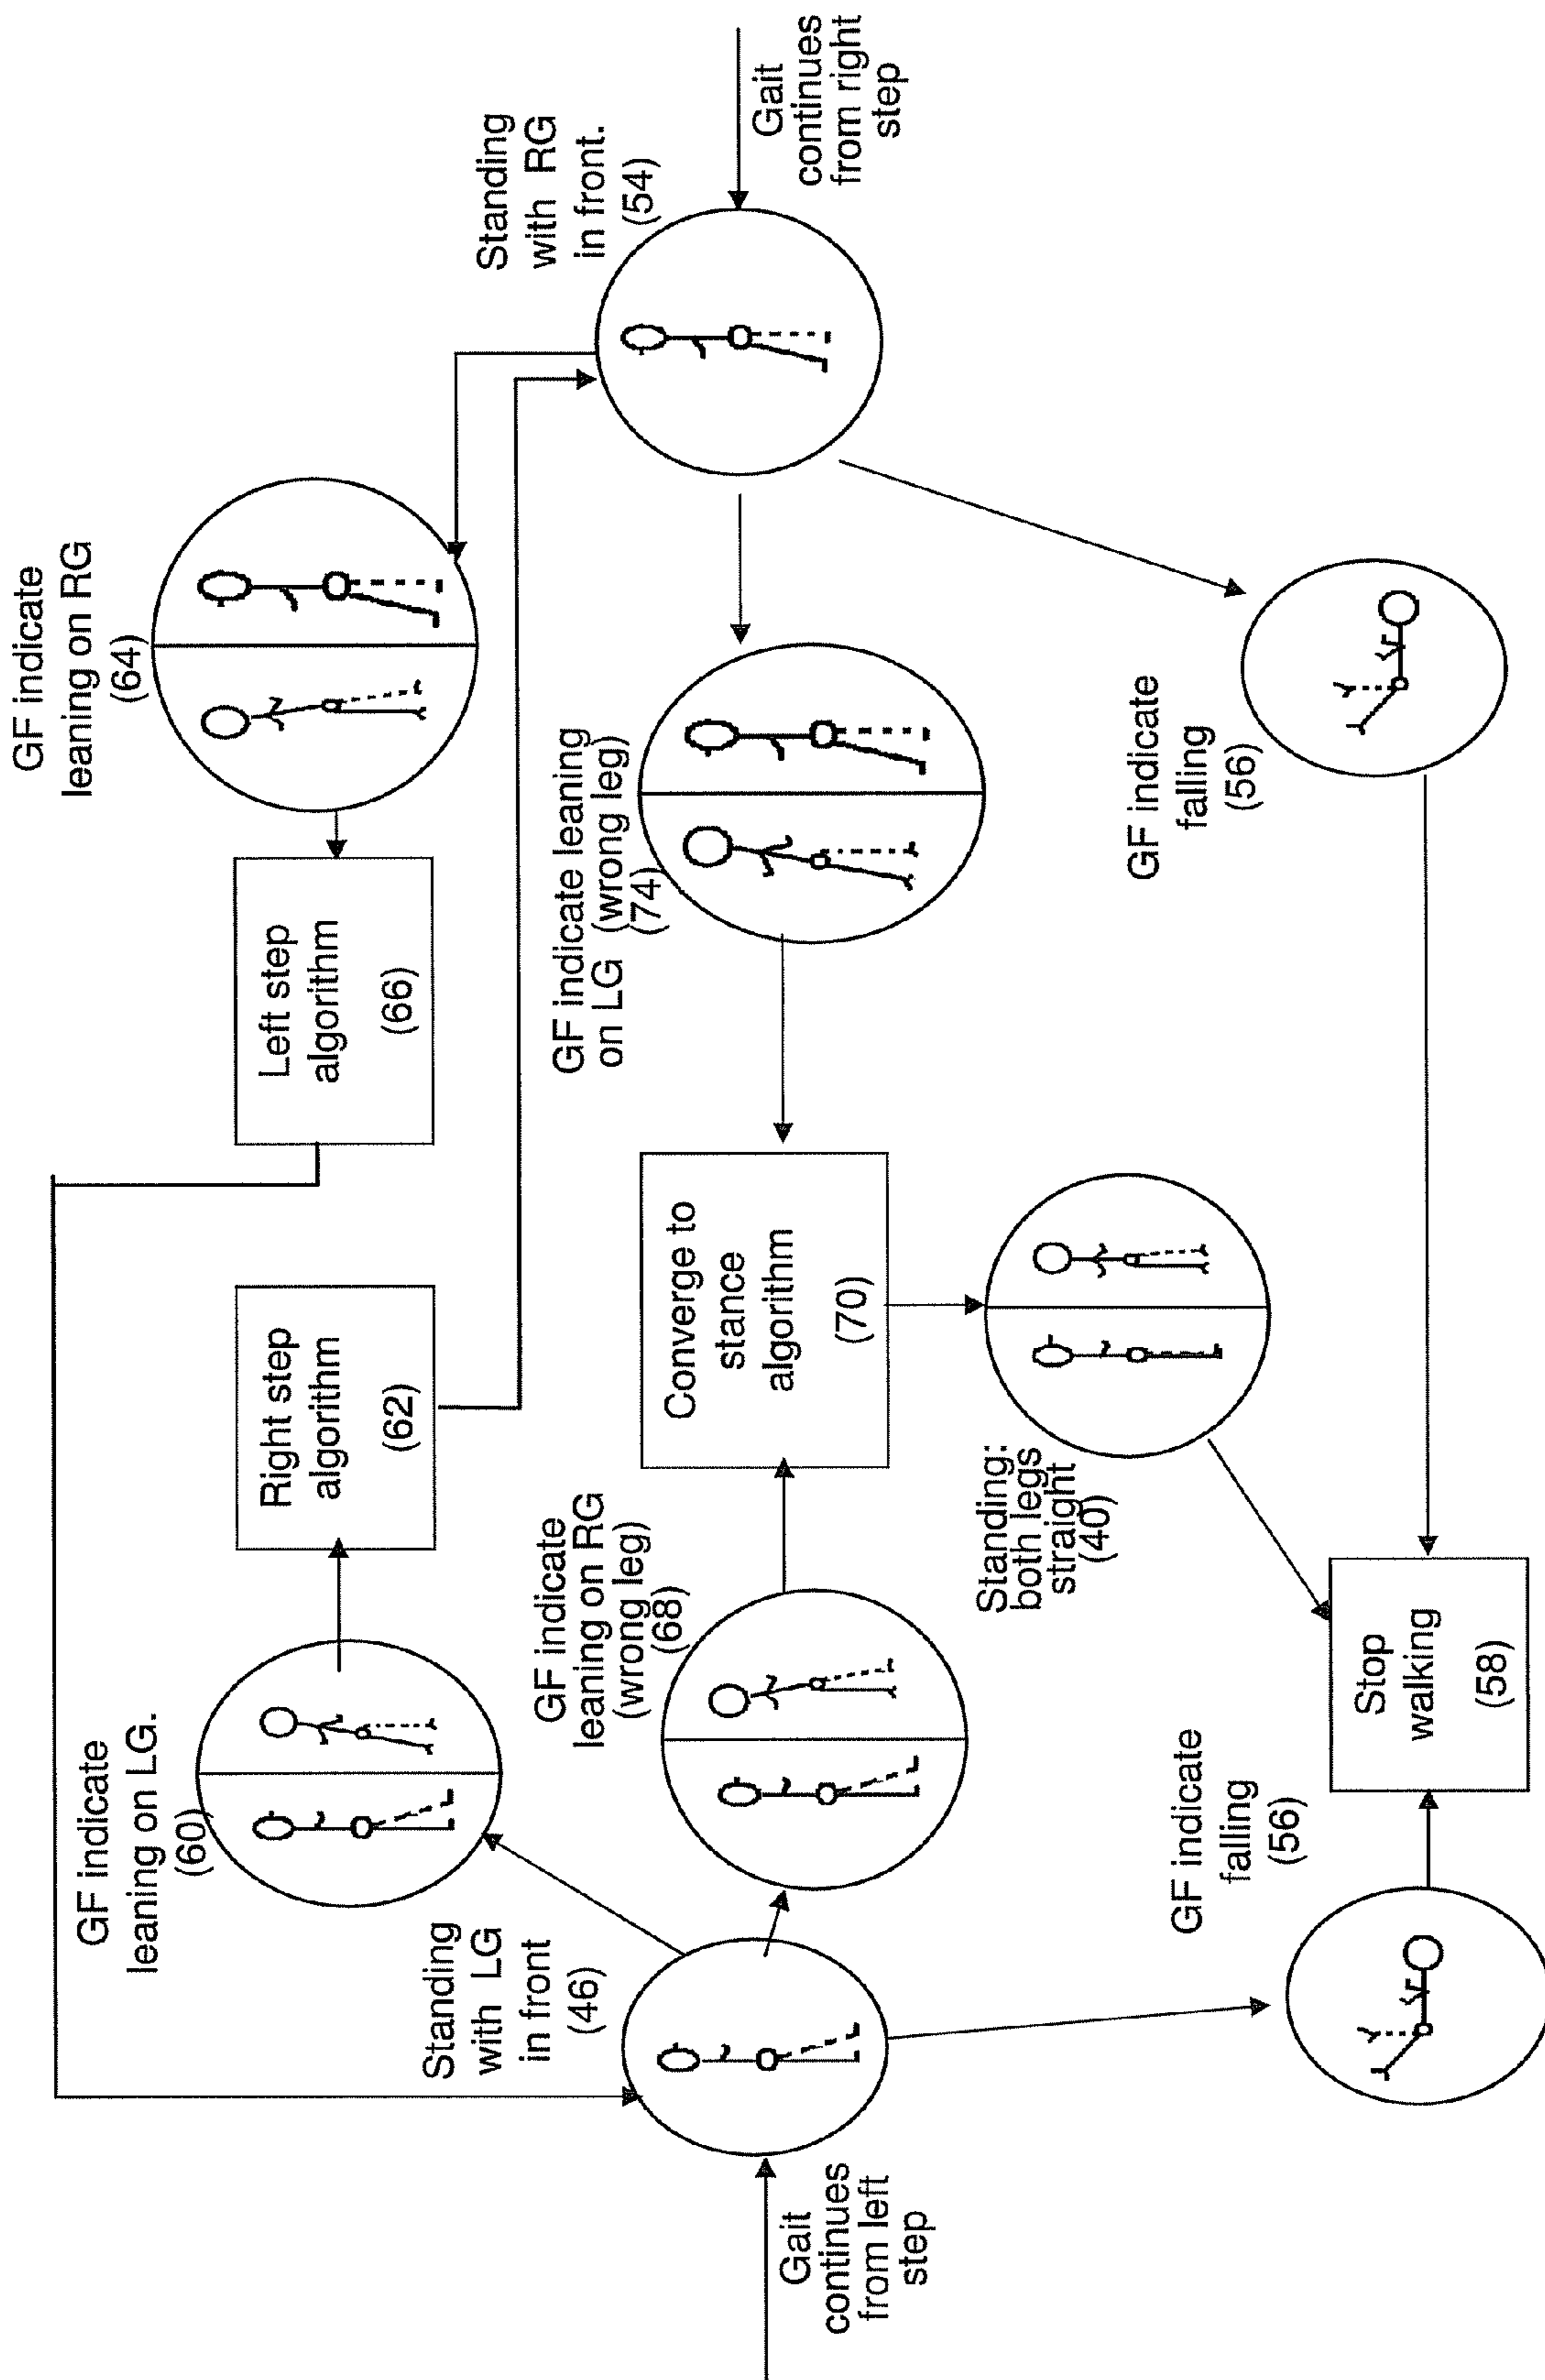 GF indicate
leaning on LG.
(60)
Right step
algorithm
(62)
Left step
algorithm
(66)
GF indicate
leaning on RG
(64)
Standing
with LG
in front
(46)
GF indicate
leaning on RG
(wrong leg)
(68)
Converge to
stance
algorithm
(70)
GF indicate leaning
on LG (wrong leg)
(74)
Standing
with RG
in front.
(54)
Gait
continues
from left
step
Gait
continues
from right
step
Standing:
both legs
straight
(40)
GF indicate
falling
(56)
Stop
walking
(58)
GF indicate
falling
(56)